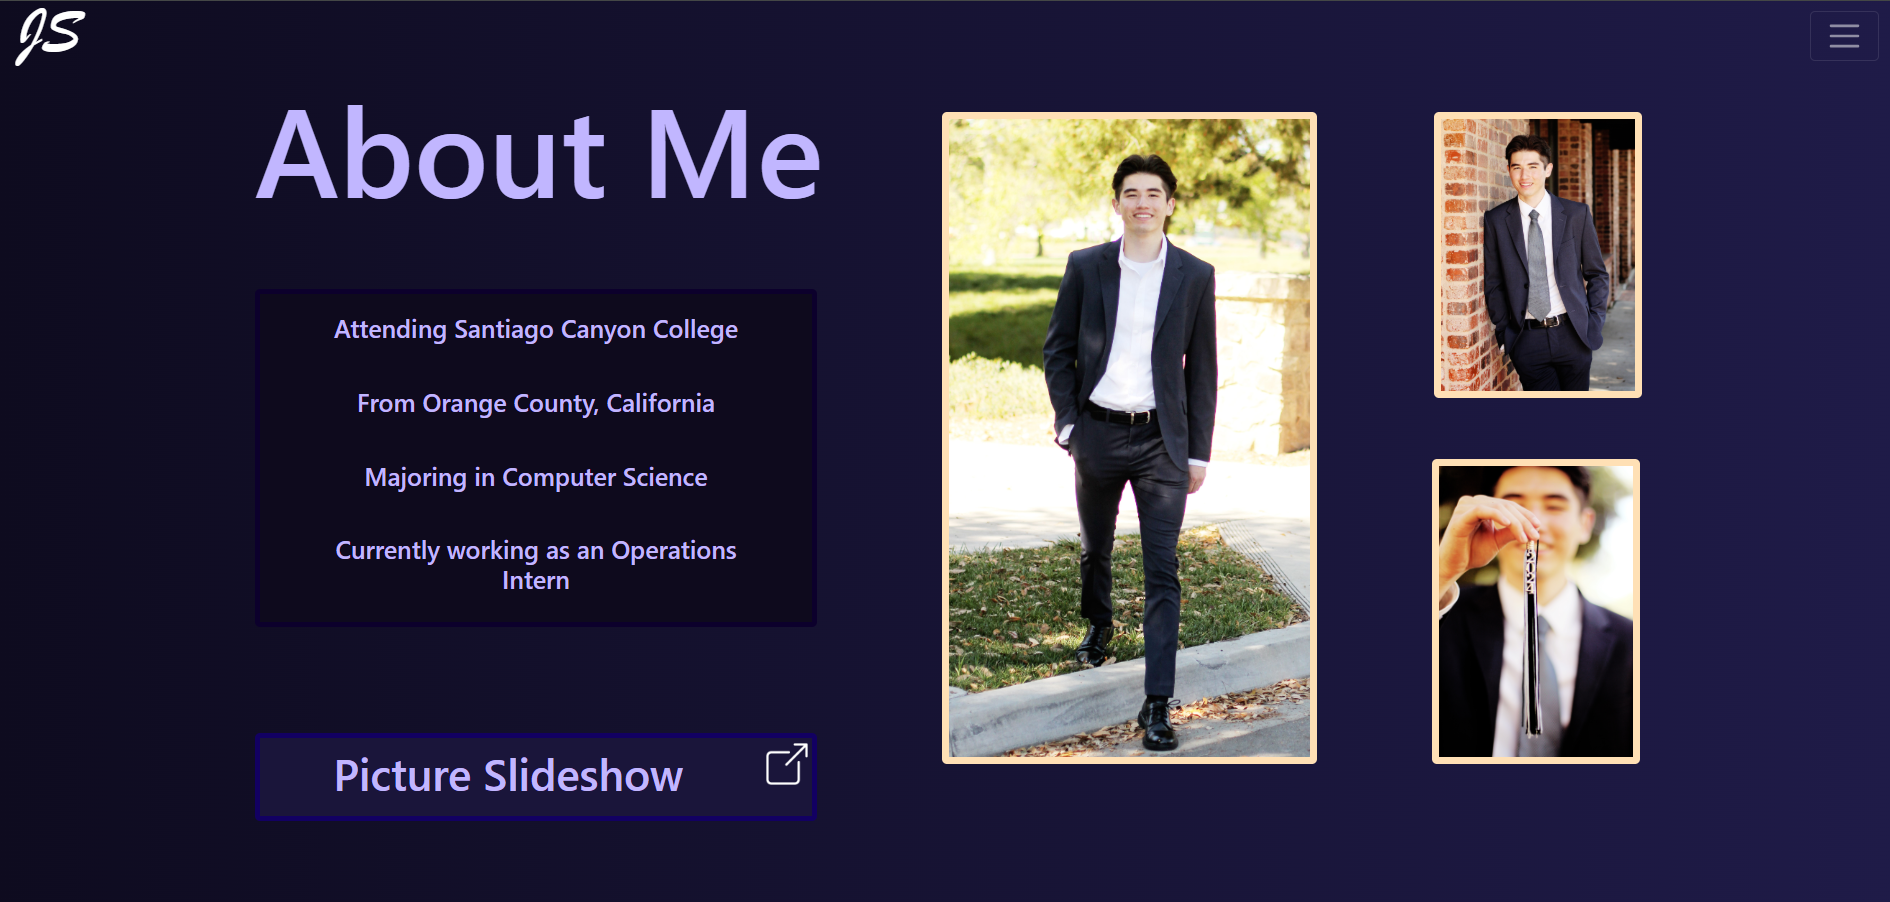 JS
About Me
Attending Santiago Canyon College
From Orange County, California
Majoring in Computer Science
Currently working as an Operations
Intern
Picture Slideshow
2024